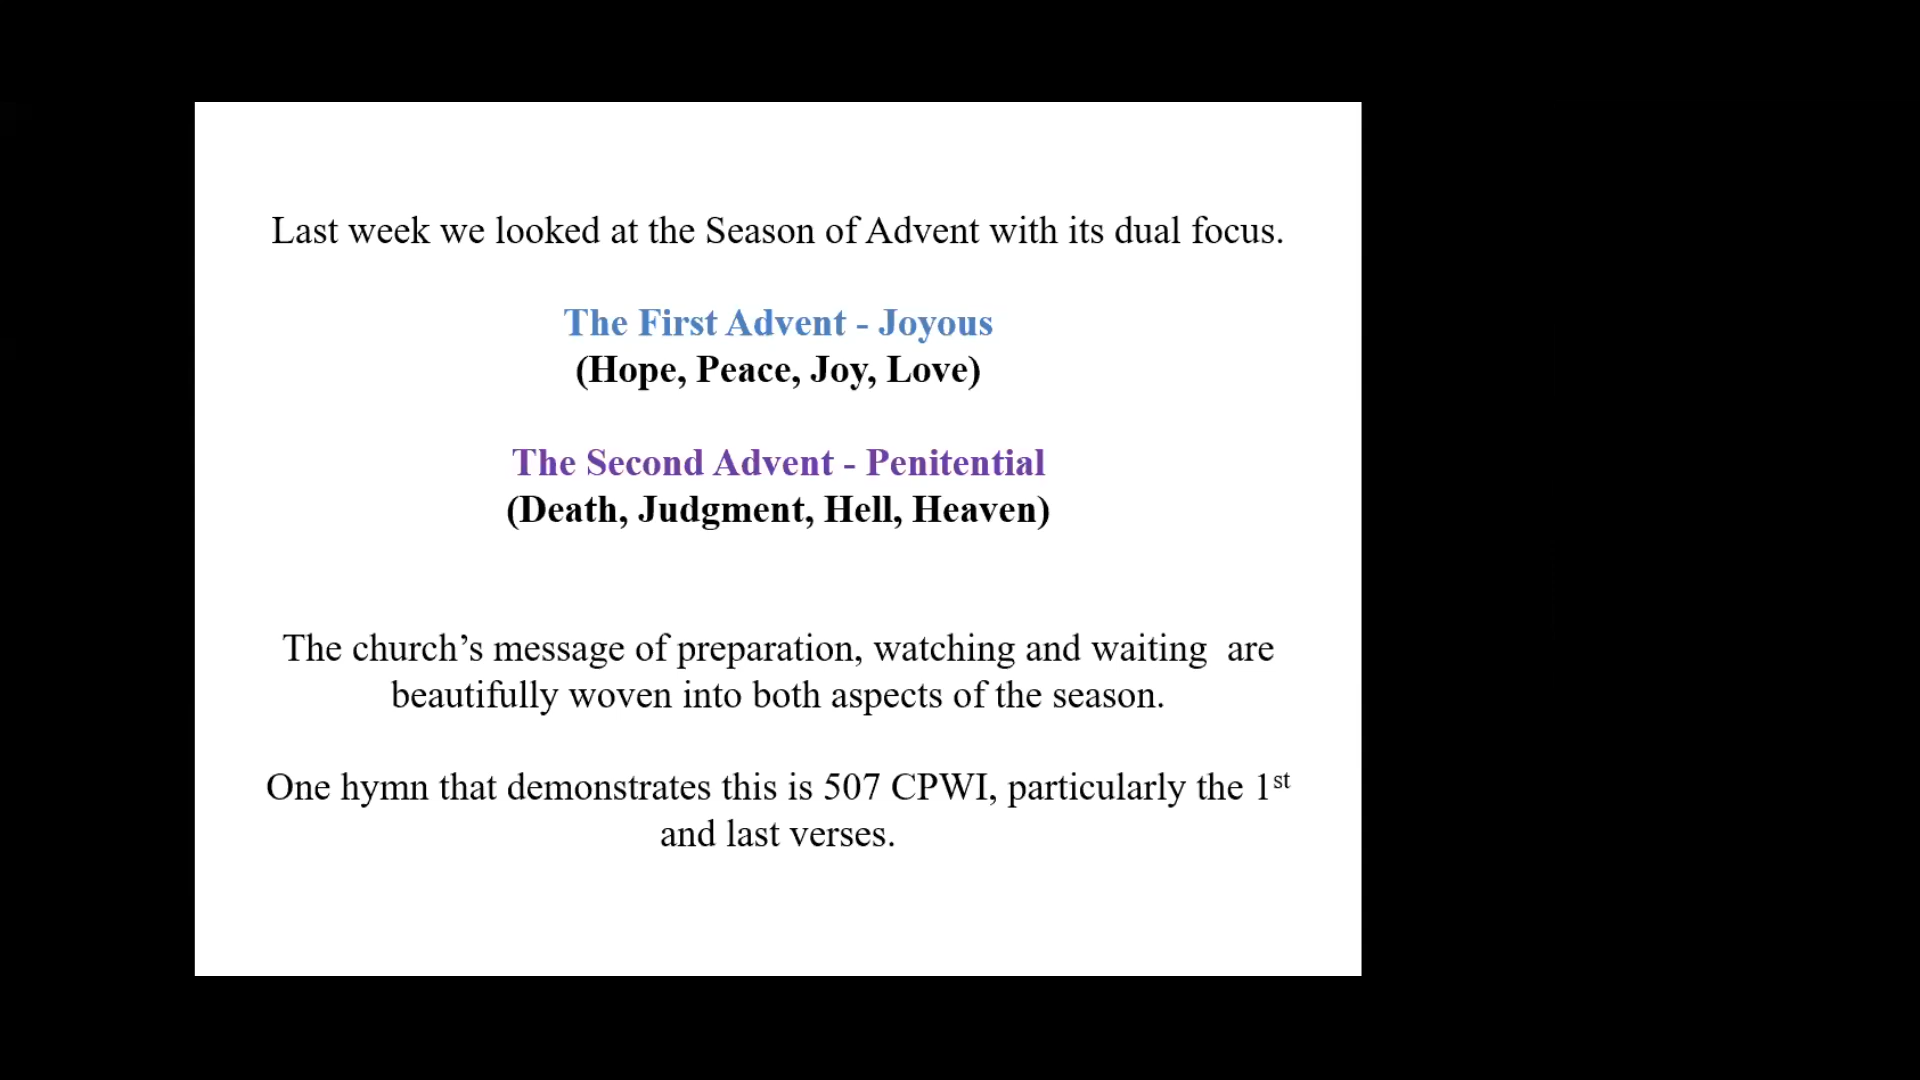 Last week we looked at the Season of Advent with its dual focus.
The First Advent - Joyous
(Hope, Peace, Joy, Love)
The Second Advent - Penitential
(Death, Judgment, Hell, Heaven)
The church’s message of preparation, watching and waiting  are
beautifully woven into both aspects of the season.
One hymn that demonstrates this is 507 CPWI, particularly the 1st
and last verses.